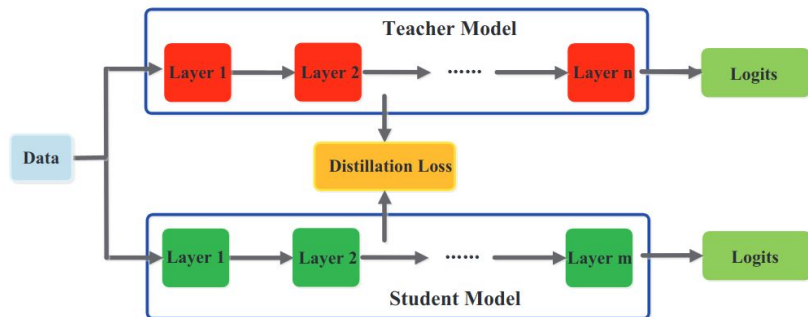 Teacher Model
Layer 1
Layer 2
......
Layer n
Logits
Data
Distillation Loss
Layer 1
Layer 2
......
Layer m
Logits
Student Model